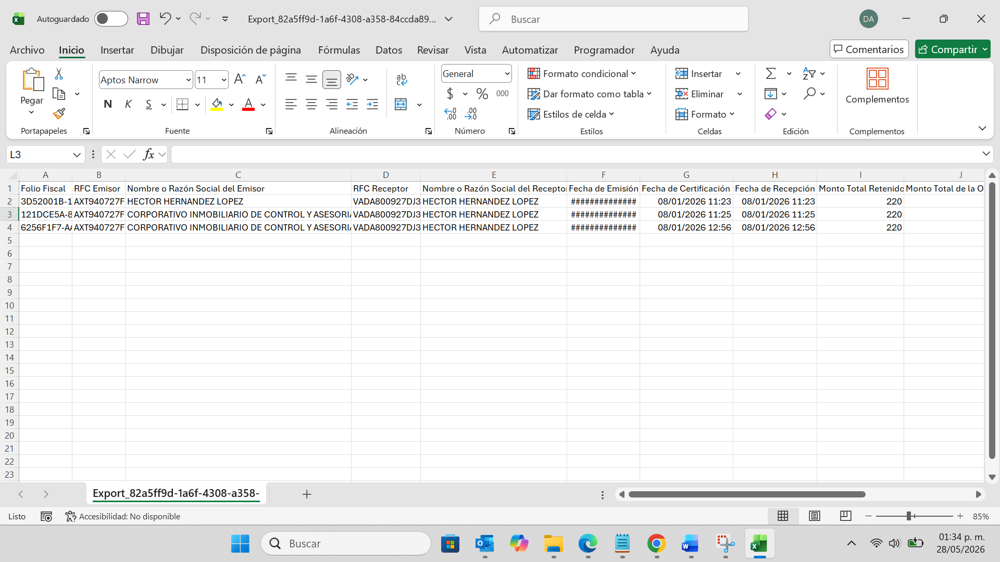 Autoguardado
Export_82a5ff9d-1a6f-4308-a358-84ccda89...
Buscar
DA
Archivo Inicio Insertar Dibujar Disposición de página Fórmulas Datos Revisar Vista Automatizar Programador Ayuda
Comentarios
Compartir
Pegar
Portapapeles
Aptos Narrow 11
N K S
Fuente
Alineación
General
$ % 000
Número
Formato condicional
Dar formato como tabla
Estilos de celda
Estilos
Insertar
Eliminar
Formato
Celdas
Edición
Complementos
Complementos
L3
fx
A B C D E F G H I J
1 Folio Fiscal RFC Emisor Nombre o Razón Social del Emisor RFC Receptor Nombre o Razón Social del Receptor Fecha de Emisión Fecha de Certificación Fecha de Recepción Monto Total Retenido Monto Total de la O
2 3D52001B-1 AXT940727F HECTOR HERNANDEZ LOPEZ VADA800927DJ3 HECTOR HERNANDEZ LOPEZ ############## 08/01/2026 11:23 08/01/2026 11:23 220
3 121DCE5A-8 AXT940727F CORPORATIVO INMOBILIARIO DE CONTROL Y ASESORIA VADA800927DJ3 HECTOR HERNANDEZ LOPEZ ############## 08/01/2026 11:25 08/01/2026 11:25 220
4 6256F1F7-AA AXT940727F CORPORATIVO INMOBILIARIO DE CONTROL Y ASESORIA VADA800927DJ3 HECTOR HERNANDEZ LOPEZ ############## 08/01/2026 12:56 08/01/2026 12:56 220
5
6
7
8
9
10
11
12
13
14
15
16
17
18
19
20
21
22
23
Export_82a5ff9d-1a6f-4308-a358-
Listo
Accesibilidad: No disponible
85%
Buscar
01:34 p. m.
28/05/2026